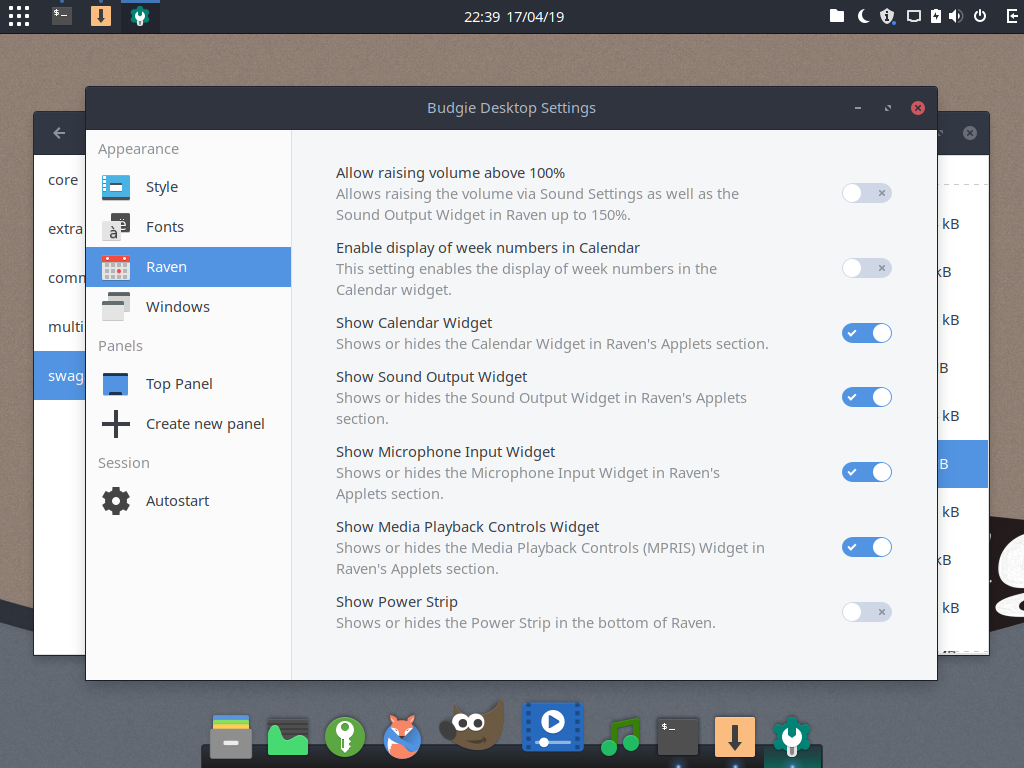 22:39 17/04/19
Budgie Desktop Settings
Appearance
Style
Fonts
Raven
Windows
Panels
Top Panel
Create new panel
Session
Autostart
Allow raising volume above 100%
Allows raising the volume via Sound Settings as well as the
Sound Output Widget in Raven up to 150%.
Enable display of week numbers in Calendar
This setting enables the display of week numbers in the
Calendar widget.
Show Calendar Widget
Shows or hides the Calendar Widget in Raven's Applets section.
Show Sound Output Widget
Shows or hides the Sound Output Widget in Raven's Applets
section.
Show Microphone Input Widget
Shows or hides the Microphone Input Widget in Raven's
Applets section.
Show Media Playback Controls Widget
Shows or hides the Media Playback Controls (MPRIS) Widget in
Raven's Applets section.
Show Power Strip
Shows or hides the Power Strip in the bottom of Raven.
core
extra
comm
multi
swag
kB
kB
kB
B
kB
B
kB
kB
kB